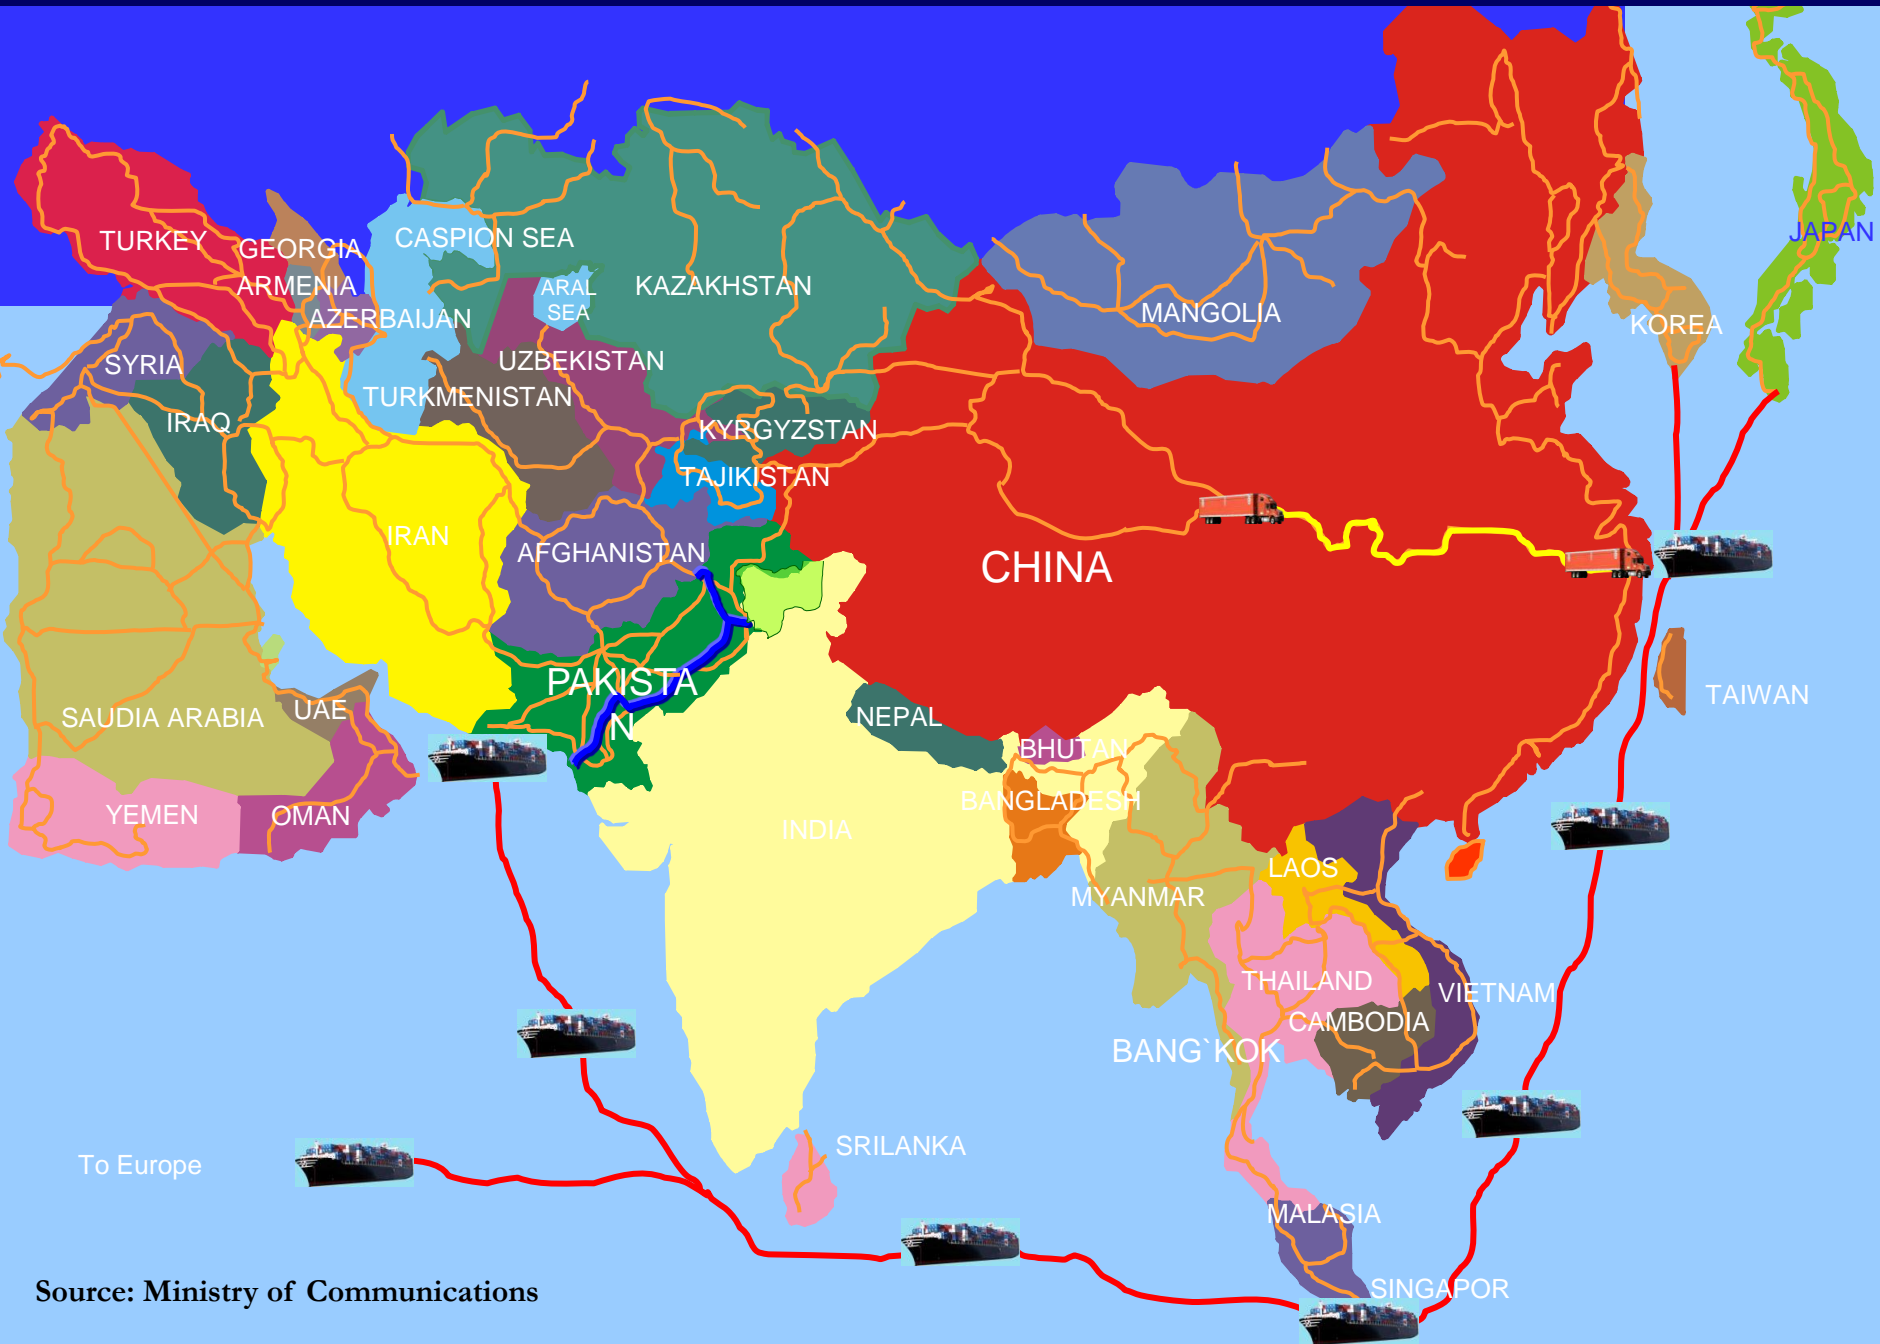 TURKEY
GEORGIA
CASPION SEA
JAPAN
ARMENIA
ARAL
SEA
KAZAKHSTAN
AZERBAIJAN
MANGOLIA
KOREA
SYRIA
UZBEKISTAN
TURKMENISTAN
IRAQ
KYRGYZSTAN
TAJIKISTAN
IRAN
AFGHANISTAN
CHINA
PAKISTA
N
SAUDIA ARABIA
UAE
NEPAL
TAIWAN
BHUTAN
YEMEN
OMAN
BANGLADESH
INDIA
LAOS
MYANMAR
THAILAND
VIETNAM
CAMBODIA
BANG`KOK
SRILANKA
To Europe
MALASIA
SINGAPOR
Source: Ministry of Communications